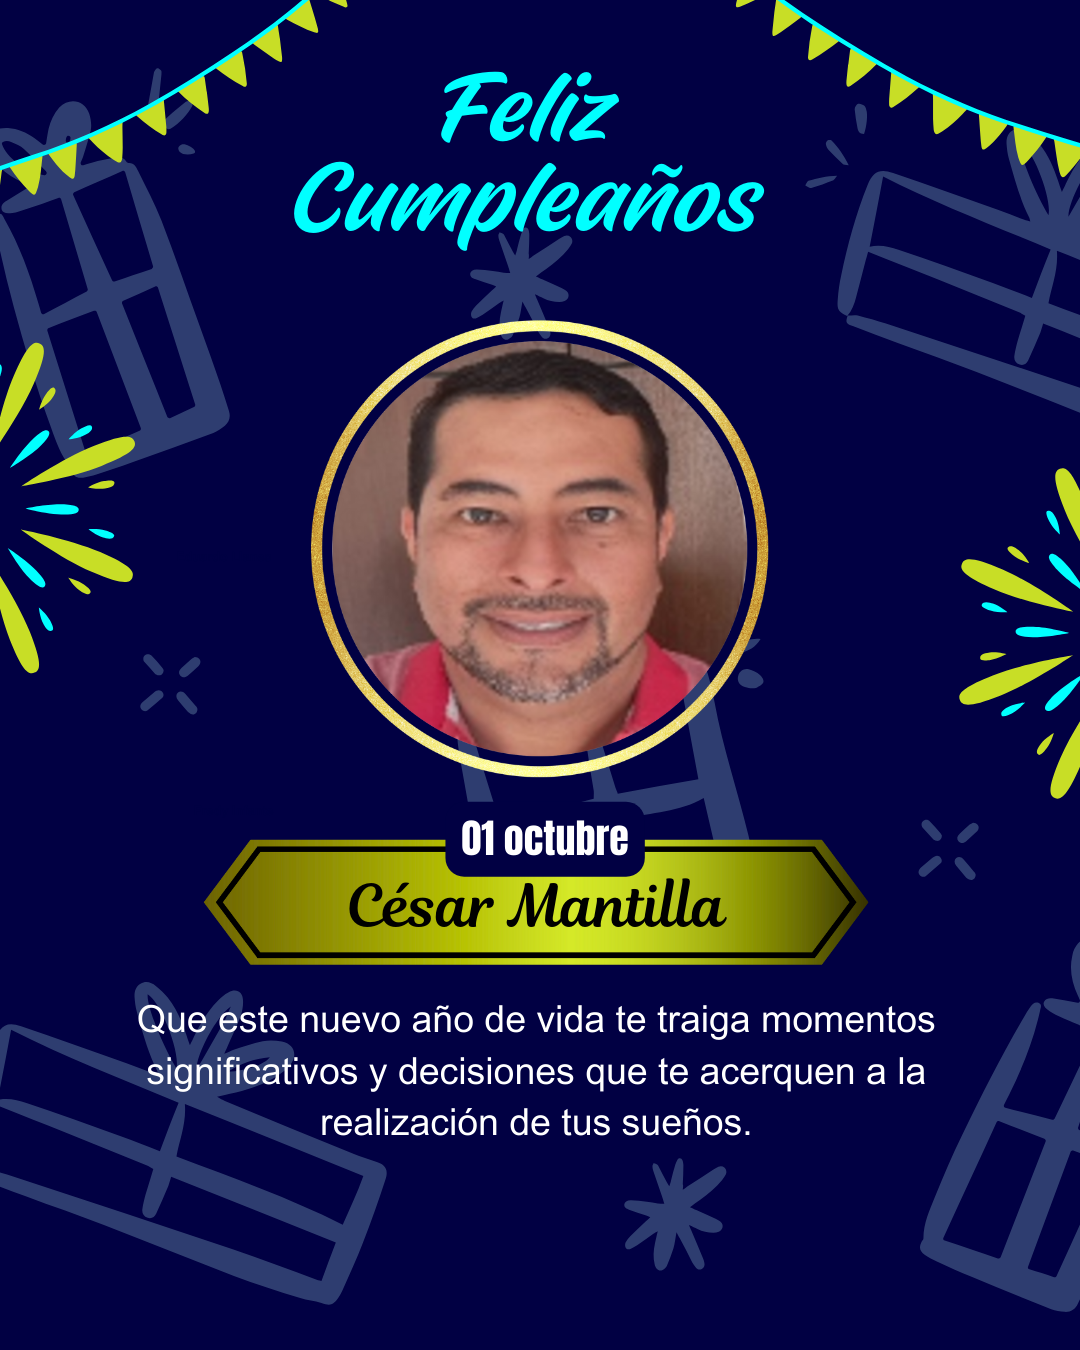 Feliz
Cumpleaños
01 octubre
César Mantilla
Que este nuevo año de vida te traiga momentos
significativos y decisiones que te acerquen a la
realización de tus sueños.